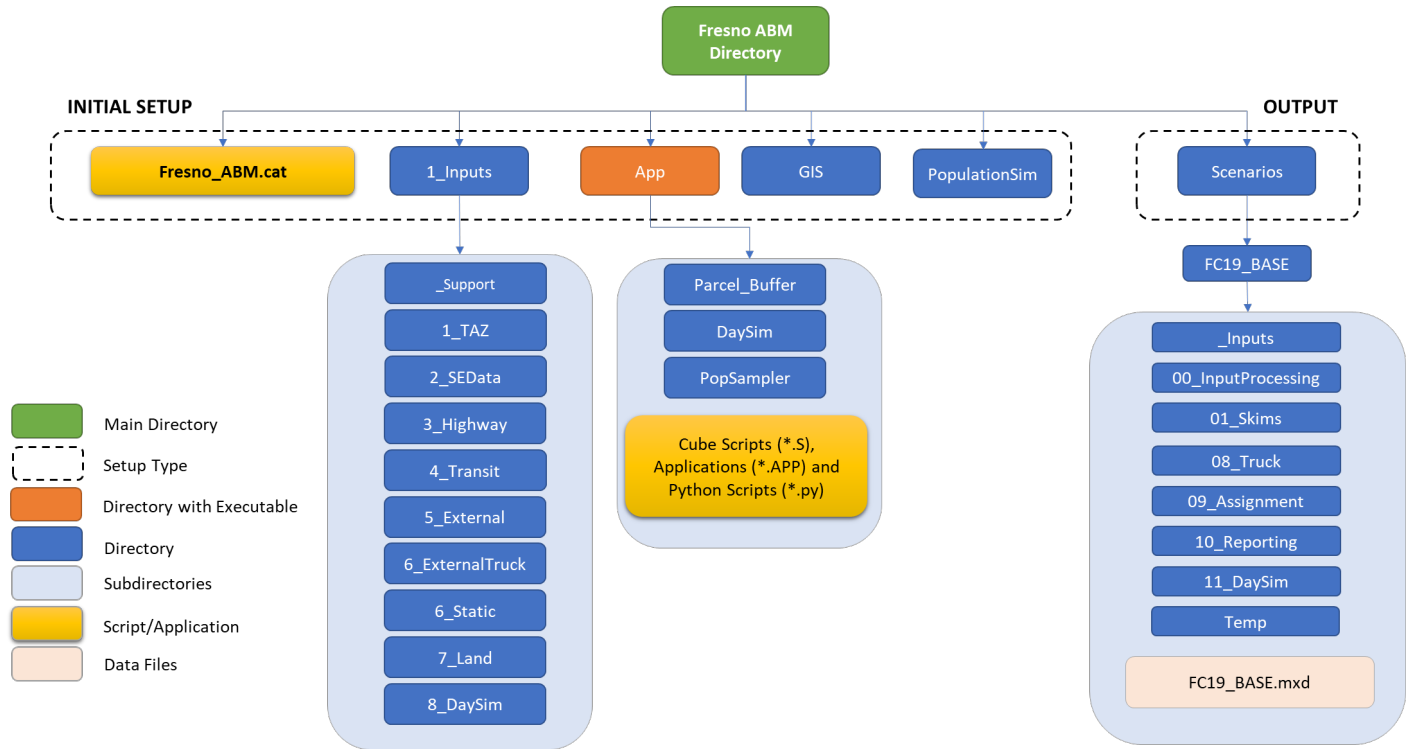 Fresno ABM
Directory
INITIAL SETUP
OUTPUT
Fresno_ABM.cat
1_Inputs
App
GIS
PopulationSim
Scenarios
_Support
1_TAZ
2_SEData
3_Highway
4_Transit
5_External
6_ExternalTruck
6_Static
7_Land
8_DaySim
Parcel_Buffer
DaySim
PopSampler
Cube Scripts (*.S),
Applications (*.APP) and
Python Scripts (*.py)
FC19_BASE
_Inputs
00_InputProcessing
01_Skims
08_Truck
09_Assignment
10_Reporting
11_DaySim
Temp
FC19_BASE.mxd
Main Directory
Setup Type
Directory with Executable
Directory
Subdirectories
Script/Application
Data Files